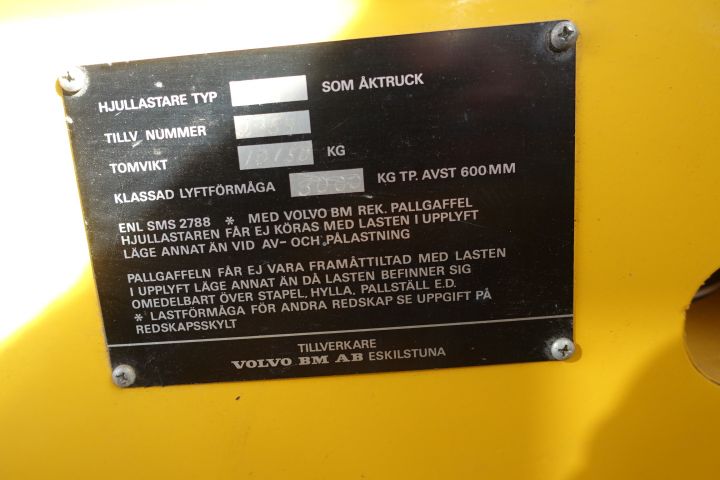 HJULLASTARE TYP SOM ÅKTRUCK
TILLV NUMMER
TOMVIKT 10150 KG
KLASSAD LYFTFÖRMÅGA 5000 KG TP. AVST 600MM
ENL SMS 2788 * MED VOLVO BM REK. PALLGAFFEL
HJULLASTAREN FÅR EJ KÖRAS MED LASTEN I UPPLYFT
LÄGE ANNAT ÄN VID AV- OCH PÅLASTNING
PALLGAFFELN FÅR EJ VARA FRAMÅTTILTAD MED LASTEN
I UPPLYFT LÄGE ANNAT ÄN DÅ LASTEN BEFINNER SIG
OMEDELBART ÖVER STAPEL, HYLLA, PALLSTÄLL E.D.
* LASTFÖRMÅGA FÖR ANDRA REDSKAP SE UPPGIFT PÅ
REDSKAPSSKYLT
TILLVERKARE
VOLVO BM AB ESKILSTUNA